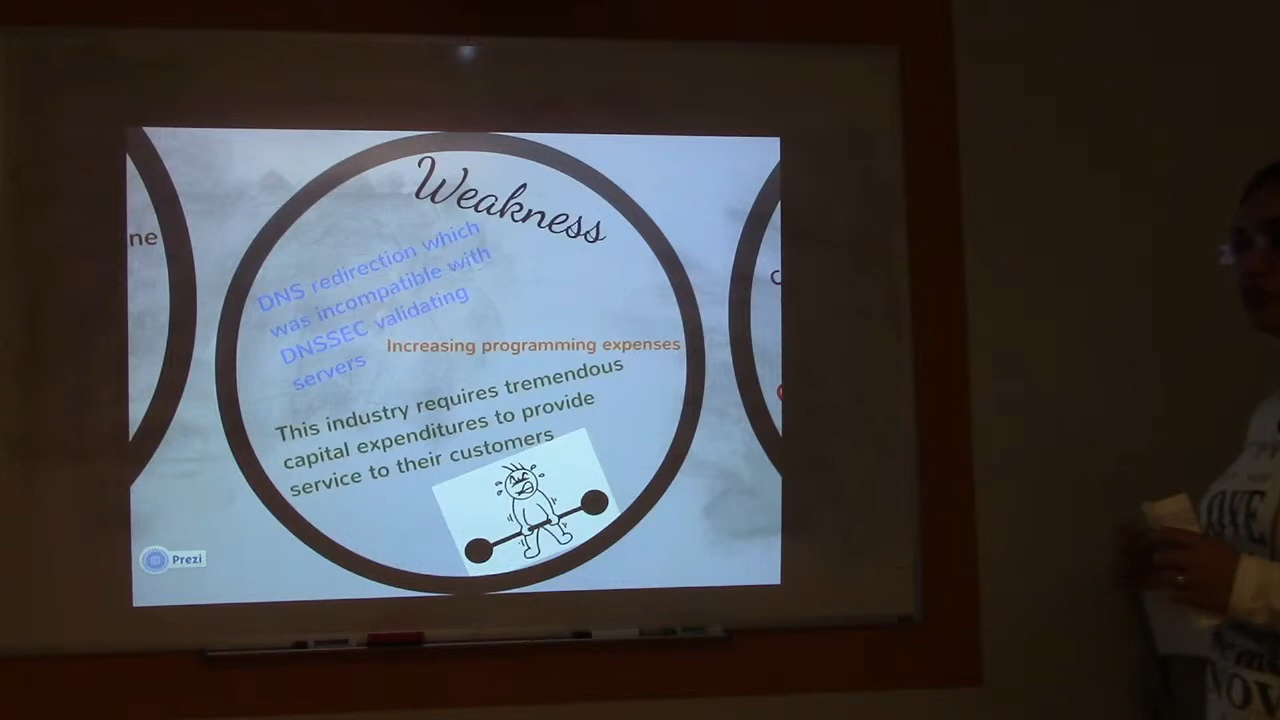 Weakness
ne
DNS redirection which
was incompatible with
DNSSEC validating
servers
Increasing programming expenses
This industry requires tremendous
capital expenditures to provide
service to their customers
Prezi